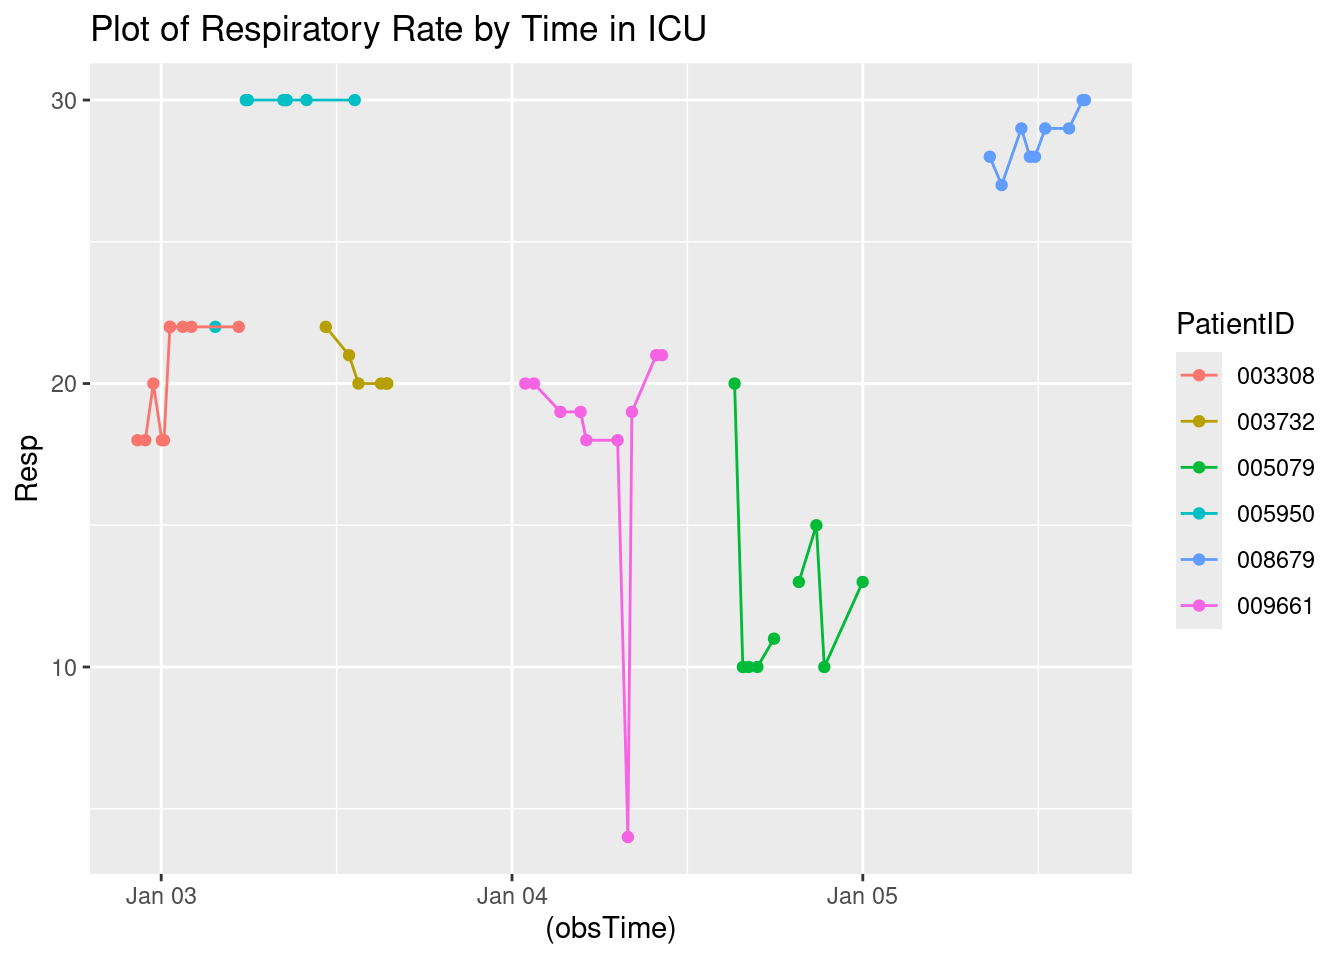 Plot of Respiratory Rate by Time in ICU
30
20
10
Resp
Jan 03
Jan 04
Jan 05
(obsTime)
PatientID
003308
003732
005079
005950
008679
009661